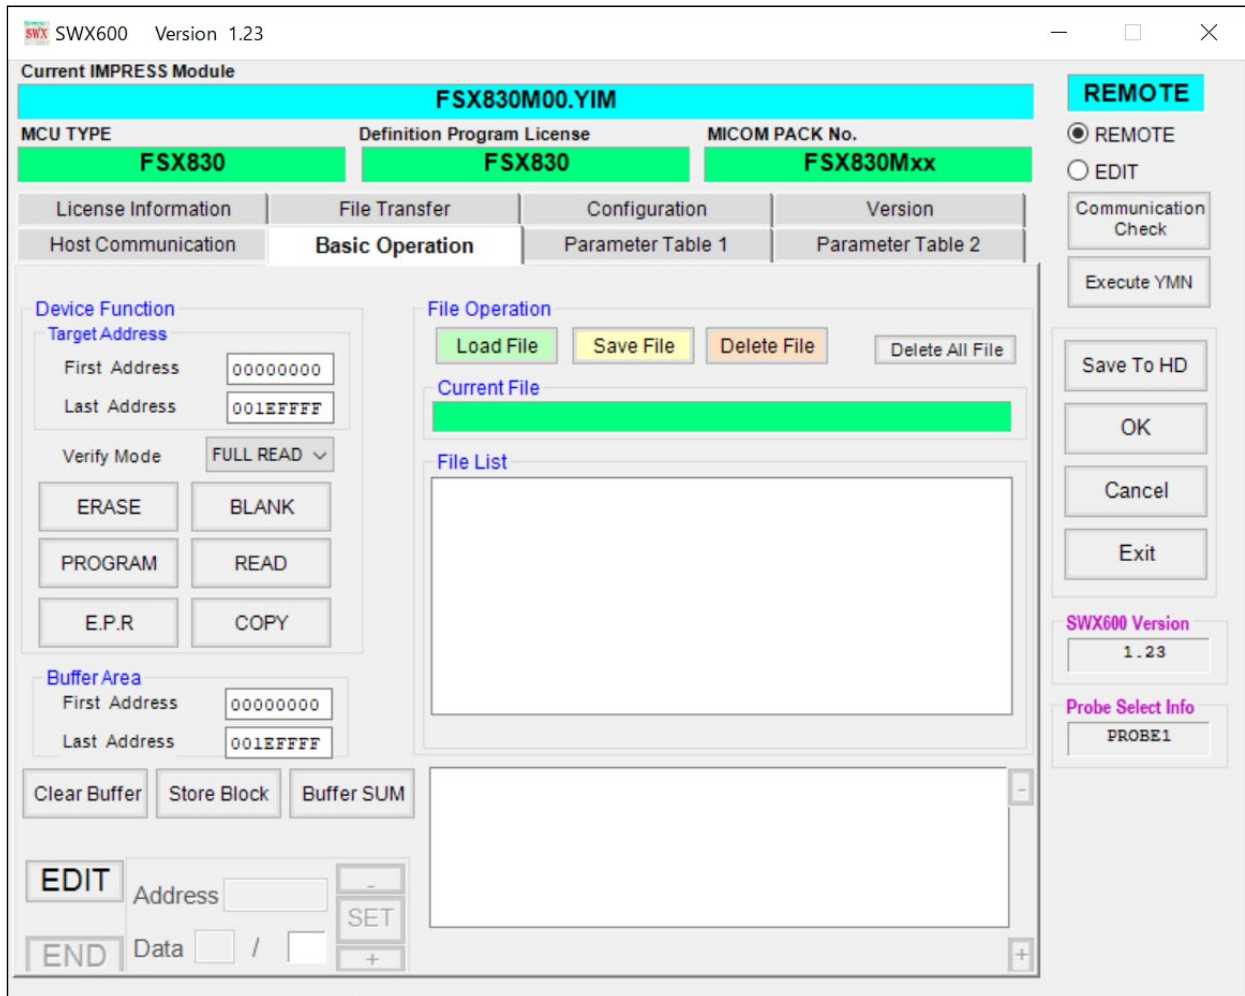 SWX SWX600 Version 1.23
Current IMPRESS Module
FSX830M00.YIM
REMOTE
MCU TYPE Definition Program License MICOM PACK No.
FSX830 FSX830 FSX830Mxx
REMOTE
EDIT
License Information File Transfer Configuration Version
Host Communication Basic Operation Parameter Table 1 Parameter Table 2
Communication
Check
Execute YMN
Device Function
Target Address
First Address 00000000
Last Address 001EFFFF
Verify Mode FULL READ
ERASE BLANK
PROGRAM READ
E.P.R COPY
Buffer Area
First Address 00000000
Last Address 001EFFFF
Clear Buffer Store Block Buffer SUM
EDIT
Address -
SET
END Data / +
File Operation
Load File Save File Delete File Delete All File
Current File
File List
-
+
Save To HD
OK
Cancel
Exit
SWX600 Version
1.23
Probe Select Info
PROBE1